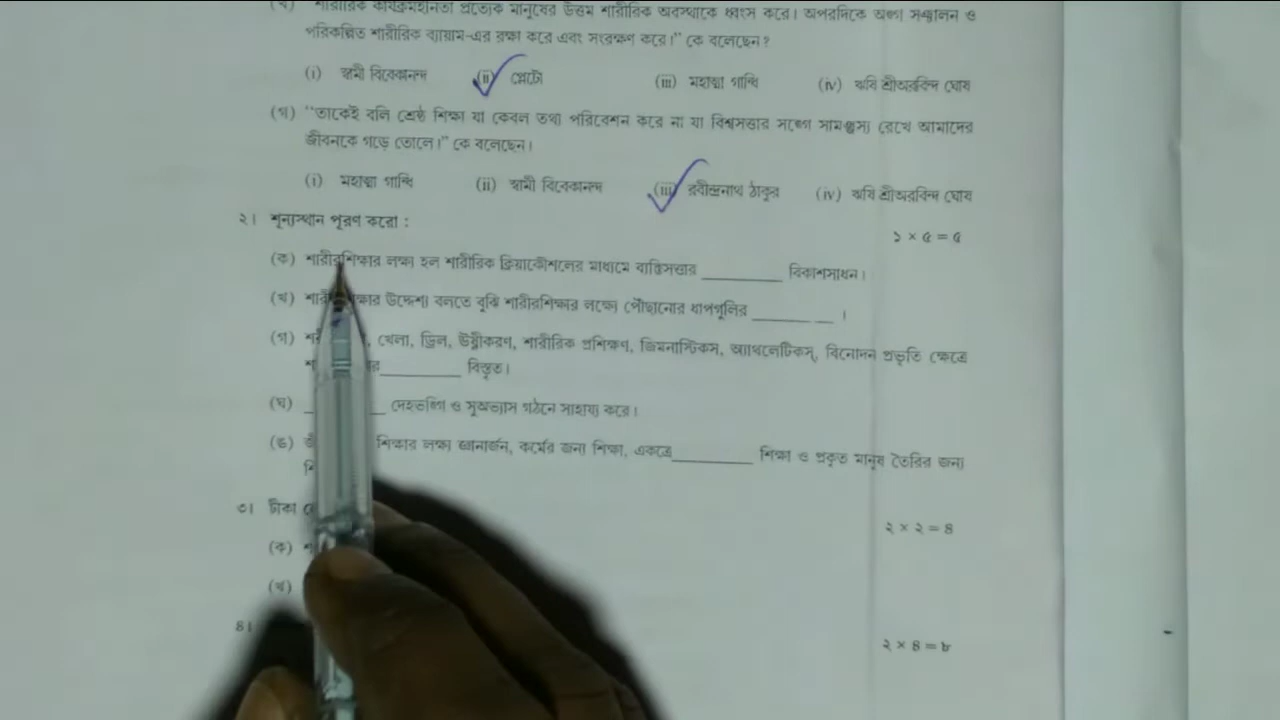 শারীরিক কার্যক্রমহীনতা প্রত্যেক মানুষের উত্তম শারীরিক অবস্থাকে ধ্বংস করে। অপরদিকে অঙ্গ সঞ্চালন ও
পরিকল্পিত শারীরিক ব্যায়াম-এর রক্ষা করে এবং সংরক্ষণ করে।” কে বলেছেন?
(i) স্বামী বিবেকানন্দ (ii) প্লেটো (iii) মহাত্মা গান্ধি (iv) ঋষি শ্রীঅরবিন্দ ঘোষ
(গ) “তাকেই বলি শ্রেষ্ঠ শিক্ষা যা কেবল তথ্য পরিবেশন করে না যা বিশ্বসত্তার সঙ্গে সামঞ্জস্য রেখে আমাদের
জীবনকে গড়ে তোলে।” কে বলেছেন।
(i) মহাত্মা গান্ধি (ii) স্বামী বিবেকানন্দ (iii) রবীন্দ্রনাথ ঠাকুর (iv) ঋষি শ্রীঅরবিন্দ ঘোষ
২। শূন্যস্থান পূরণ করো : ১ × ৫ = ৫
(ক) শারীরশিক্ষার লক্ষ্য হল শারীরিক ক্রিয়াকৌশলের মাধ্যমে ব্যক্তিসত্তার ________ বিকাশসাধন।
(খ) উদ্দেশ্য বলতে বুঝি শারীরশিক্ষার লক্ষ্যে পৌঁছানোর ধাপগুলির ________ ।
(গ) খেলা, ড্রিল, উষ্ণীকরণ, শারীরিক প্রশিক্ষণ, জিমনাস্টিকস, অ্যাথলেটিকস্, বিনোদন প্রভৃতি ক্ষেত্রে
________ বিস্তৃত।
(ঘ) ________ দেহভঙ্গি ও সুঅভ্যাস গঠনে সাহায্য করে।
(ঙ) শিক্ষার লক্ষ্য জ্ঞানার্জন, কর্মের জন্য শিক্ষা, একত্রে ________ শিক্ষা ও প্রকৃত মানুষ তৈরির জন্য
৩। টীকা ২ × ২ = ৪
(ক)
(খ)
৪। ২ × ৪ = ৮